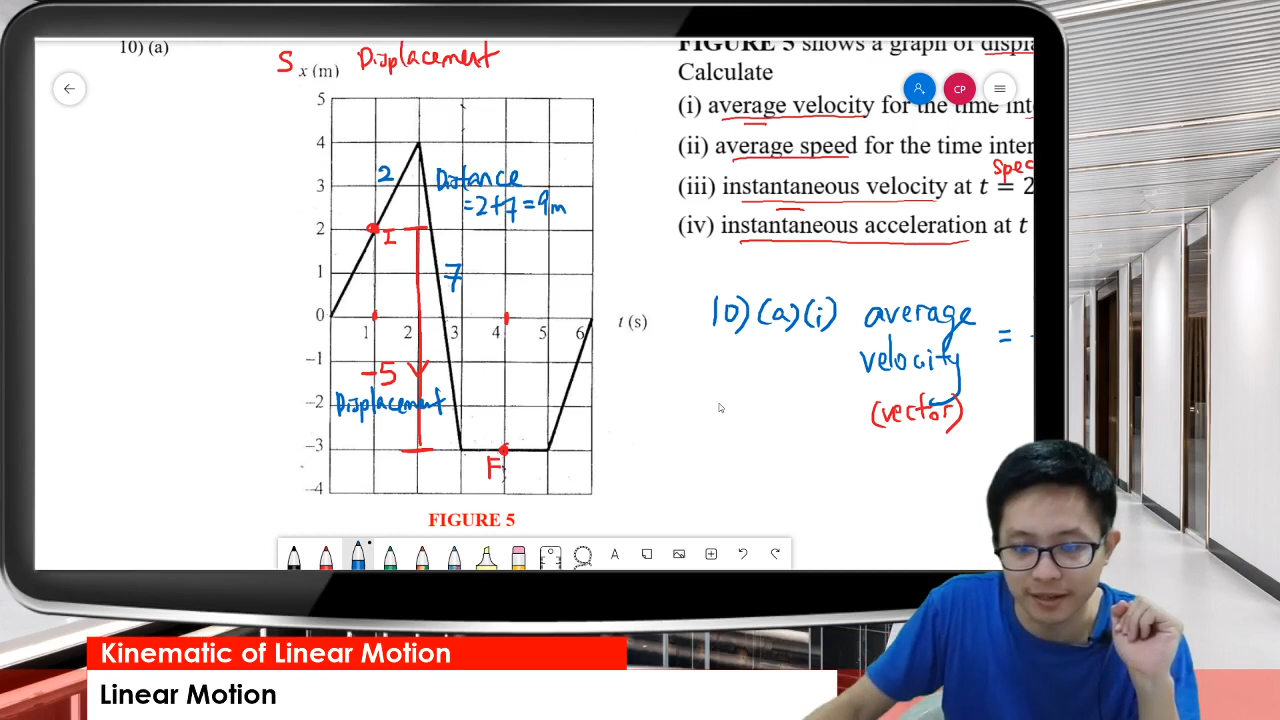 10) (a)
S x (m) Displacement
5
4
3
2
1
0
−1
−2
−3
−4
1 2 3 4 5 6
t (s)
2
Distance
=2+7=9m
I
7
-5
Displacement
F
FIGURE 5
FIGURE 5 shows a graph of displa
Calculate
(i) average velocity for the time int
(ii) average speed for the time inter
Spee
(iii) instantaneous velocity at t = 2
(iv) instantaneous acceleration at t
10) (a) (i) average
velocity =
(vector)
CP
A
Kinematic of Linear Motion
Linear Motion